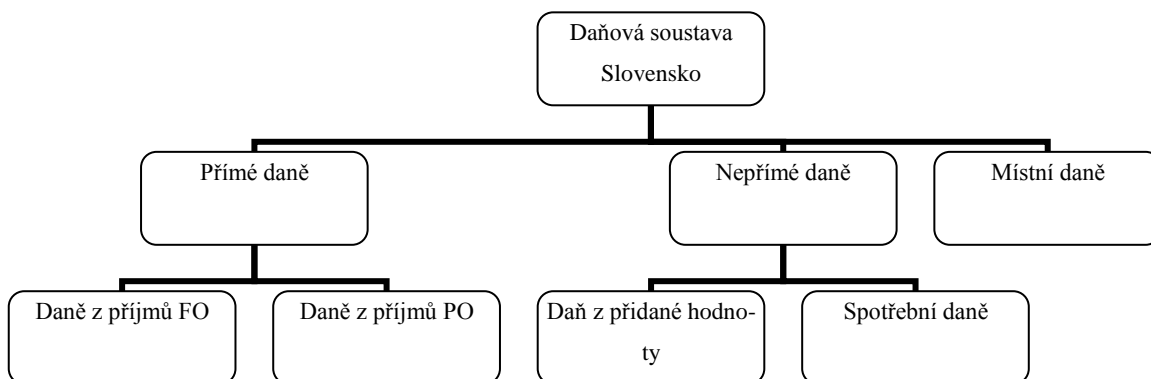 Daňová soustava
Slovensko
Přímé daně
Nepřímé daně
Místní daně
Daně z příjmů FO
Daně z příjmů PO
Daň z přidané hodno-
ty
Spotřební daně